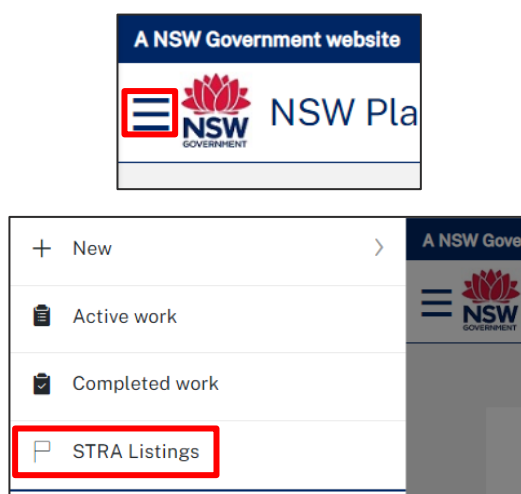 A NSW Government website
NSW Pla
NSW
GOVERNMENT
New
Active work
Completed work
STRA Listings
A NSW Gove
NSW
GOVERNMENT